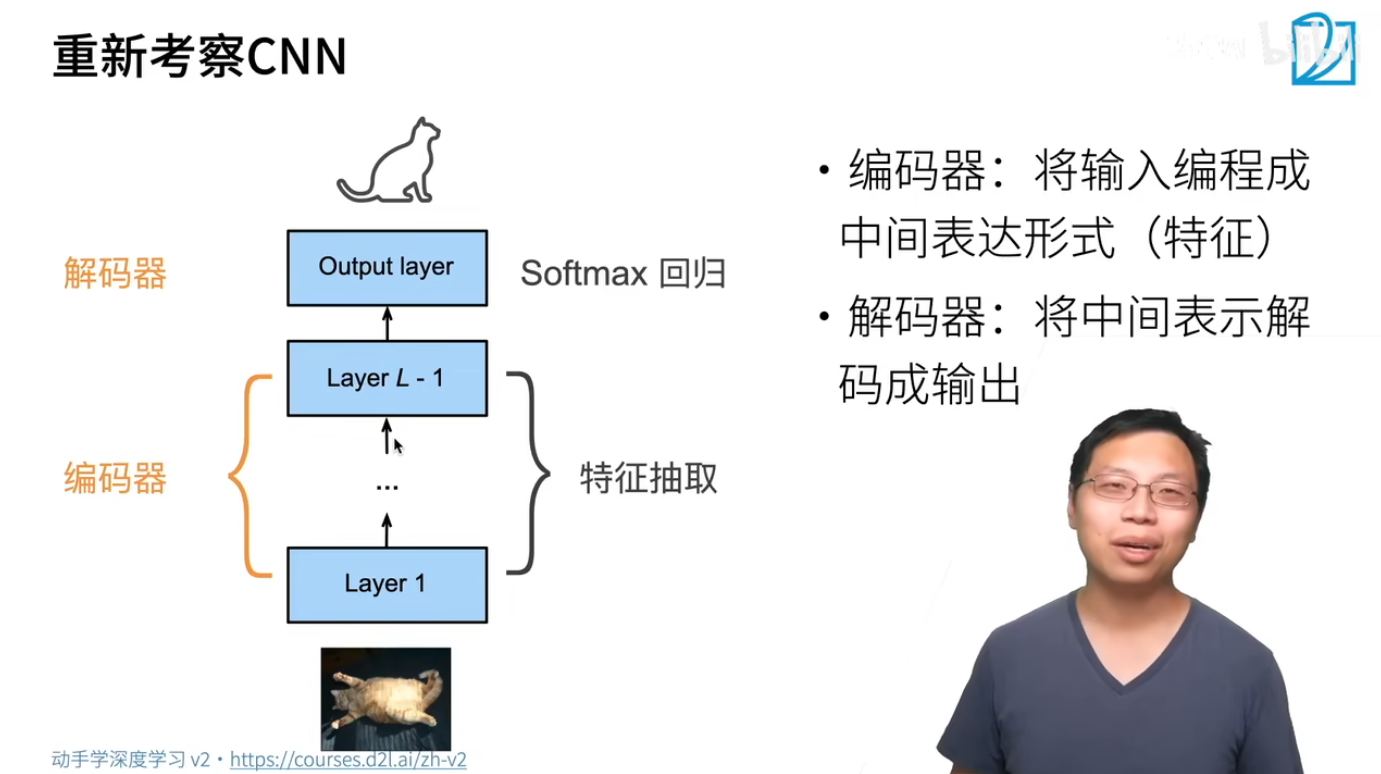 重新考察CNN
bilibili
解码器
Output layer
Softmax 回归
Layer L - 1
编码器
...
特征抽取
Layer 1
• 编码器：将输入编程成
中间表达形式（特征）
• 解码器：将中间表示解
码成输出
动手学深度学习 v2 • https://courses.d2l.ai/zh-v2